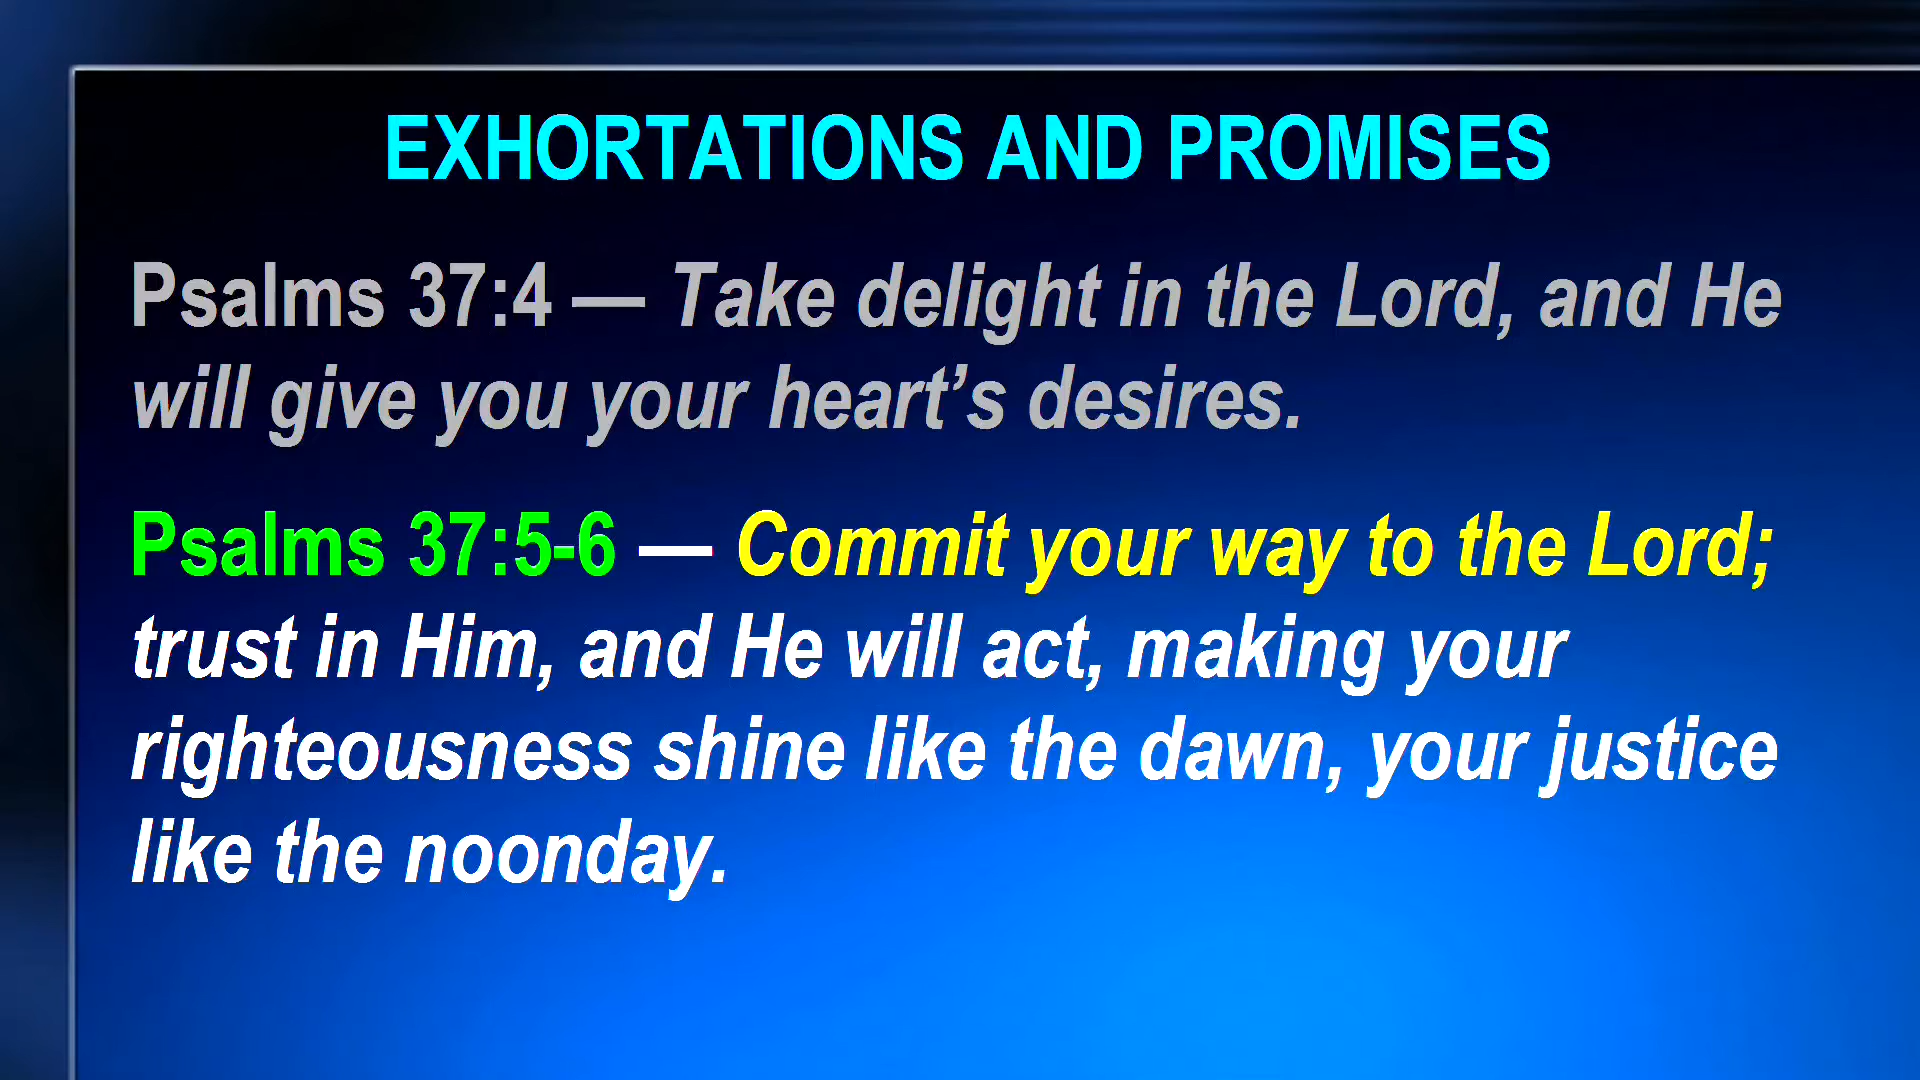 EXHORTATIONS AND PROMISES
Psalms 37:4 — Take delight in the Lord, and He
will give you your heart’s desires.
Psalms 37:5-6 — Commit your way to the Lord;
trust in Him, and He will act, making your
righteousness shine like the dawn, your justice
like the noonday.